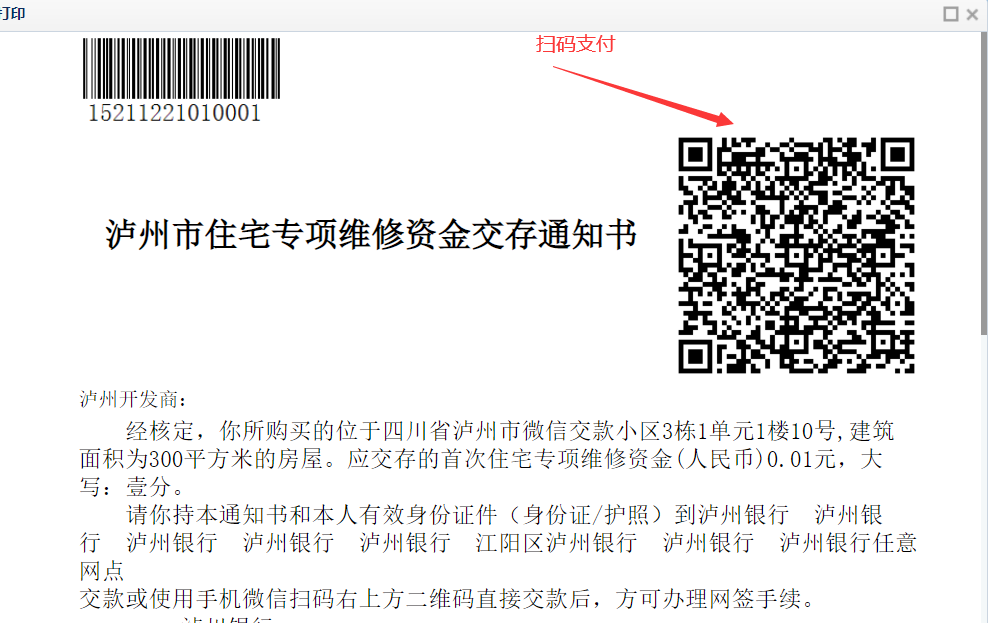 打印
扫码支付
15211221010001
泸州市住宅专项维修资金交存通知书
泸州开发商:
经核定，你所购买的位于四川省泸州市微信交款小区3栋1单元1楼10号,建筑
面积为300平方米的房屋。应交存的首次住宅专项维修资金(人民币)0.01元，大
写：壹分。
请你持本通知书和本人有效身份证件（身份证/护照）到泸州银行 泸州银
行 泸州银行 泸州银行 泸州银行 江阳区泸州银行 泸州银行 泸州银行任意
网点
交款或使用手机微信扫码右上方二维码直接交款后，方可办理网签手续。
泸州银行